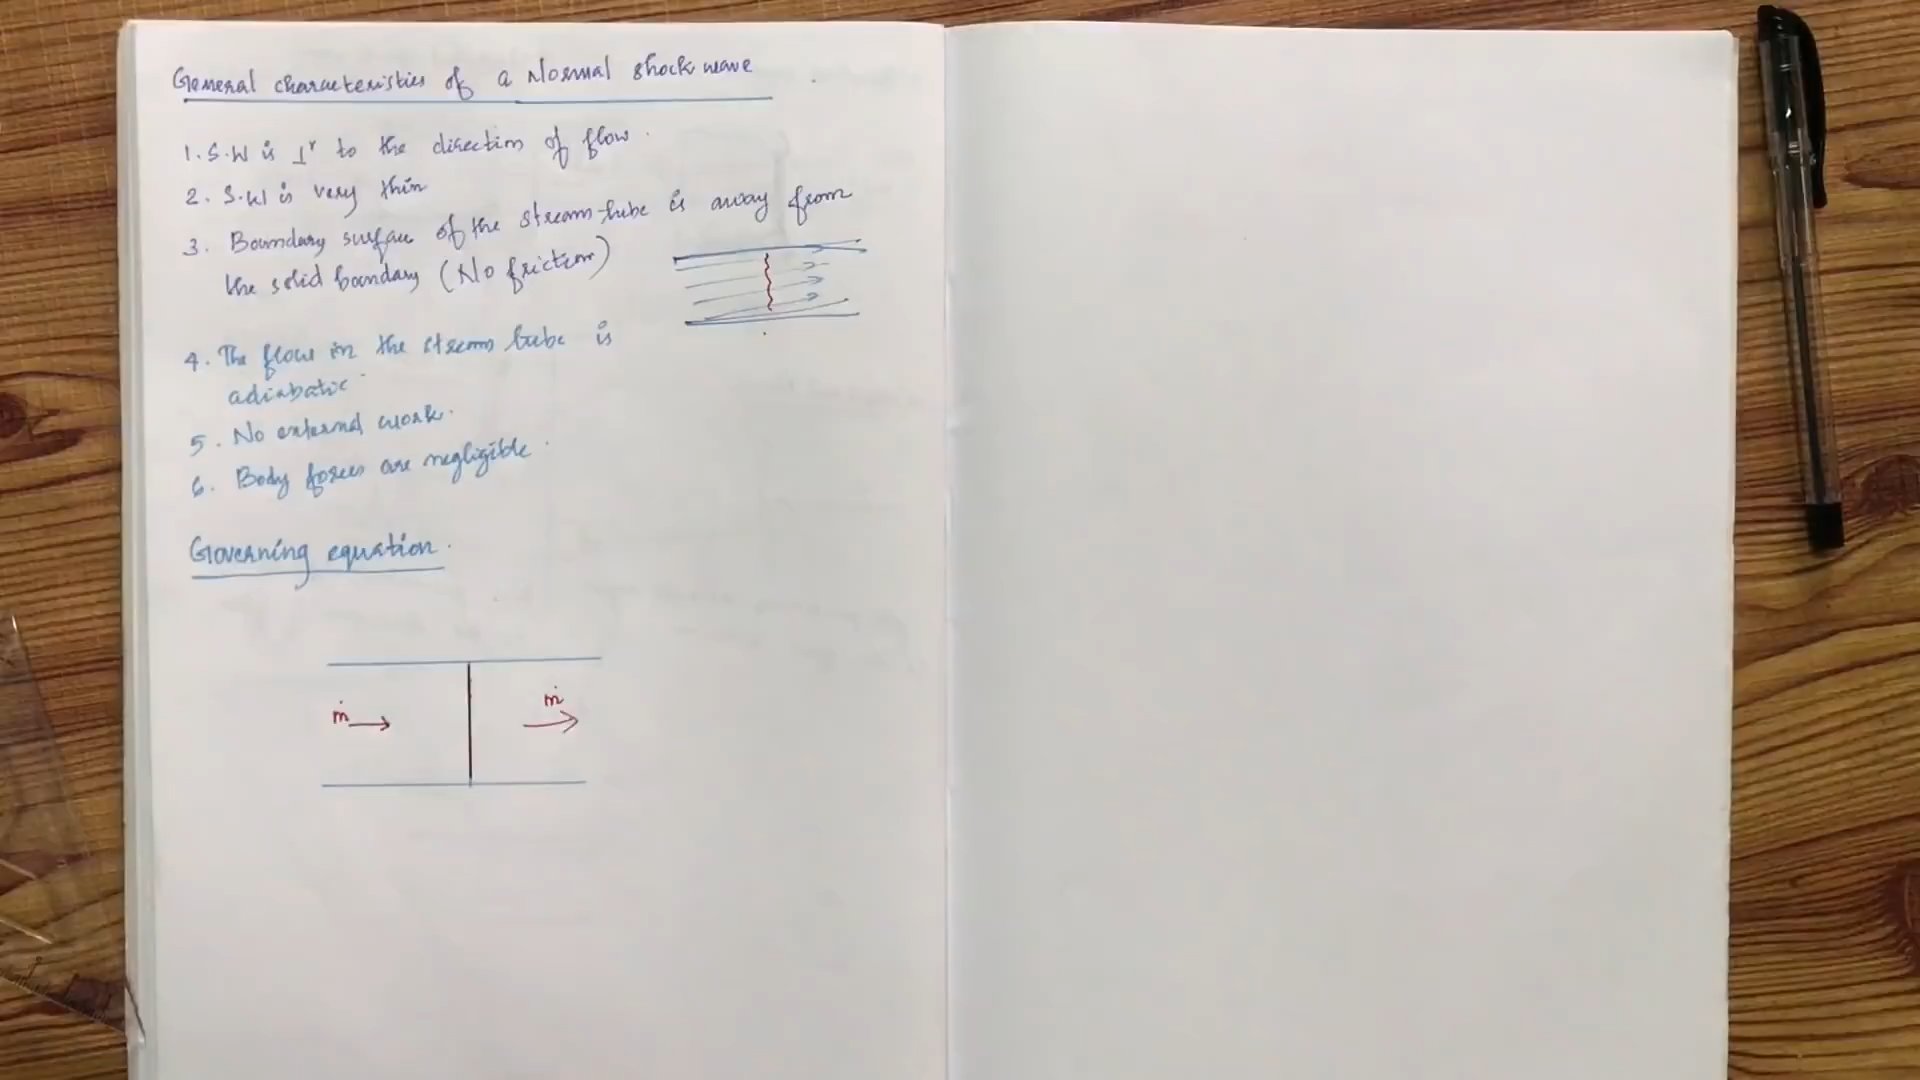 General characteristics of a Normal shock wave
1. S.W is ⊥r to the direction of flow.
2. S.W is very thin
3. Boundary surface of the stream tube is away from
the solid boundary (No friction)
4. The flow in the stream tube is
adiabatic
5. No external work.
6. Body forces are negligible.
Governing equation.
ṁ ṁ